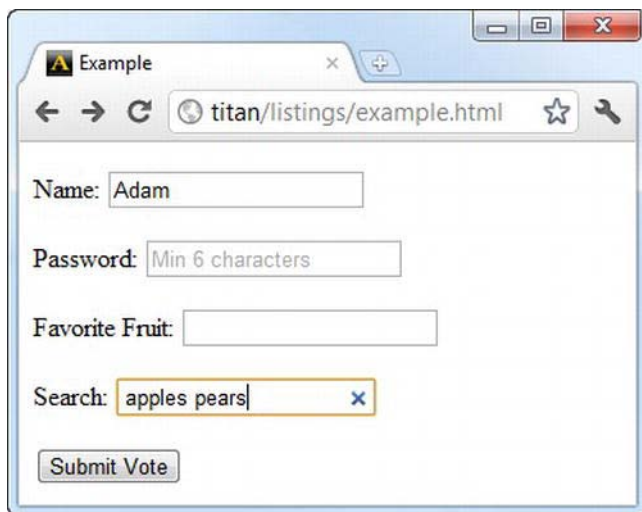 Example
titan/listings/example.html
Name: Adam
Password: Min 6 characters
Favorite Fruit:
Search: apples pears
Submit Vote